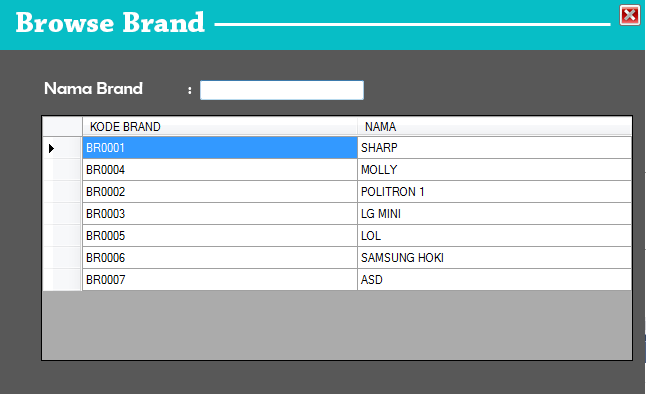 Browse Brand
Nama Brand :
KODE BRAND NAMA
BR0001 SHARP
BR0004 MOLLY
BR0002 POLITRON 1
BR0003 LG MINI
BR0005 LOL
BR0006 SAMSUNG HOKI
BR0007 ASD